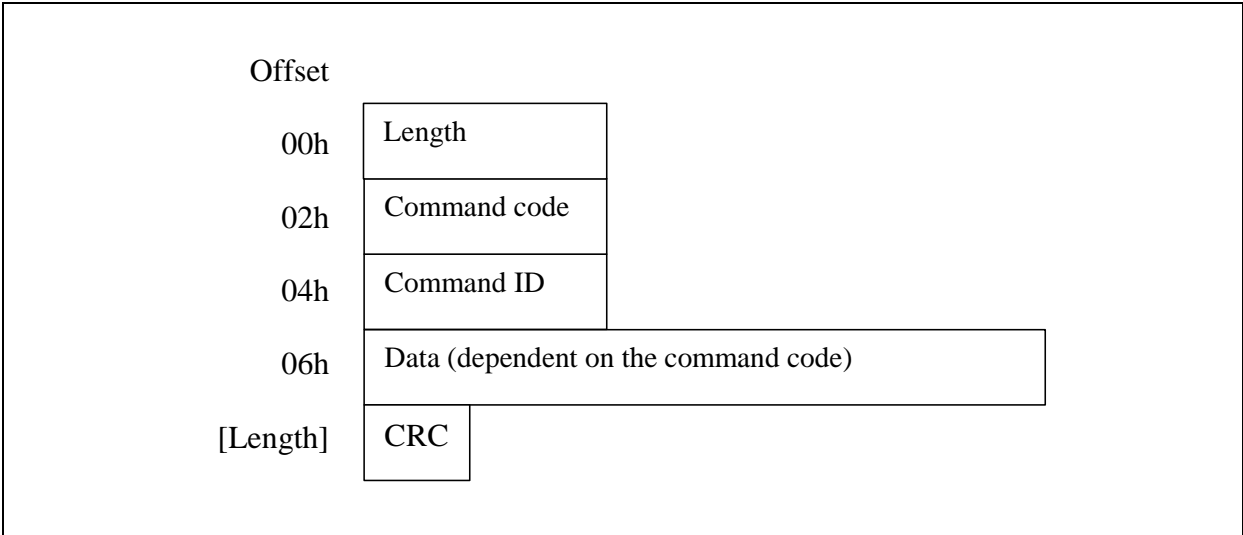 Offset
00h Length
02h Command code
04h Command ID
06h Data (dependent on the command code)
[Length] CRC